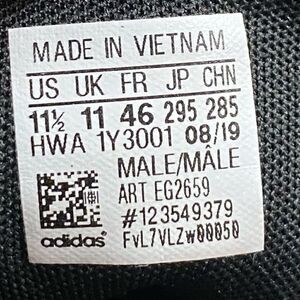 MADE IN VIETNAM
US UK FR JP CHN
11½ 11 46 295 285
HWA 1Y3001 08/19
MALE/MÂLE
ART EG2659
#123549379
adidas® FvL7VLZw00050